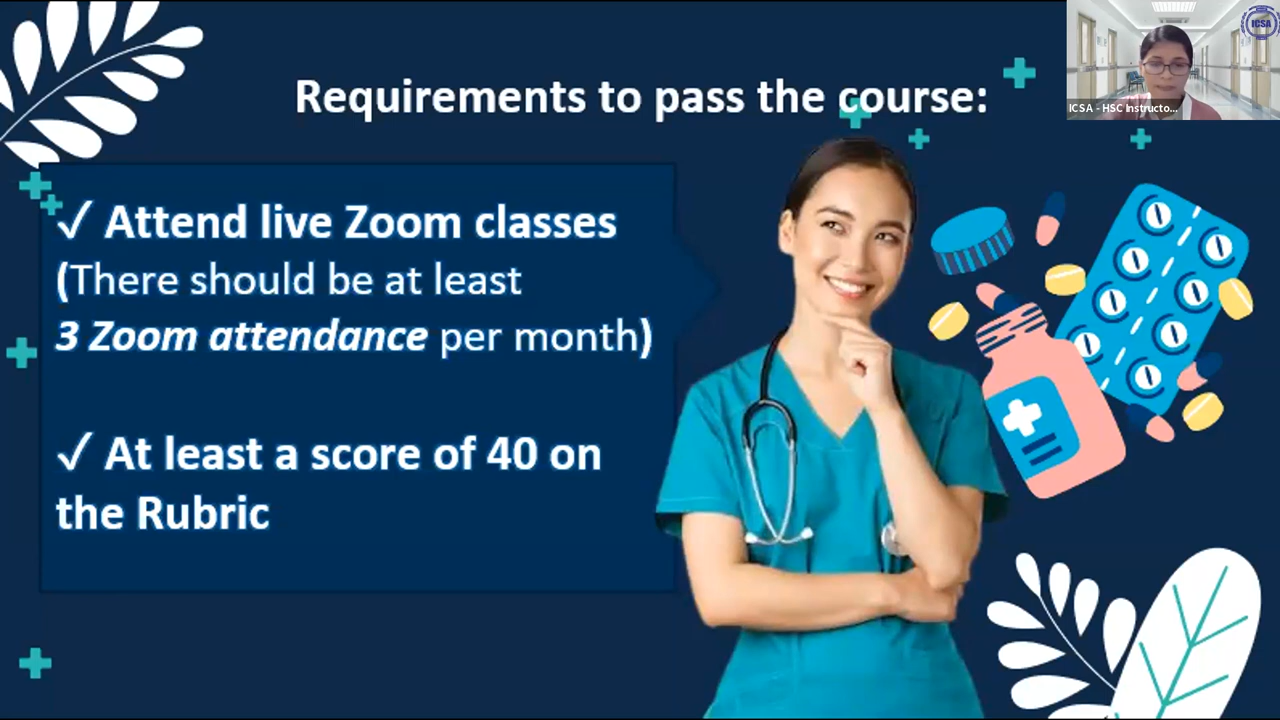 Requirements to pass the course:
ICSA
ICSA - HSC Instructo...
✓ Attend live Zoom classes
(There should be at least
3 Zoom attendance per month)
✓ At least a score of 40 on
the Rubric